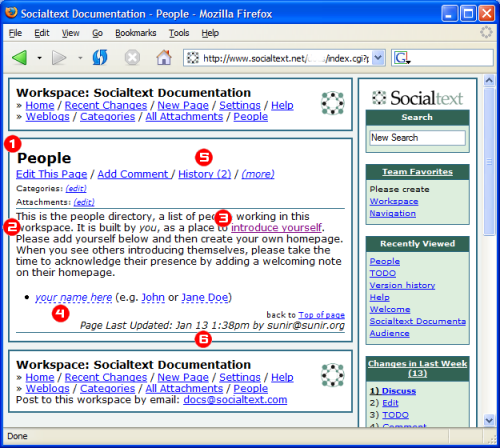 Socialtext Documentation - People - Mozilla Firefox
File Edit View Go Bookmarks Tools Help
http://www.socialtext.net/ /index.cgi?
G
Workspace: Socialtext Documentation
» Home / Recent Changes / New Page / Settings / Help
» Weblogs / Categories / All Attachments / People
1
People
5
Edit This Page / Add Comment / History (2) / (more)
Categories: (edit)
Attachments: (edit)
This is the people directory, a list of working in this
3
2
workspace. It is built by you, as a place to introduce yourself.
Please add yourself below and then create your own homepage.
When you see others introducing themselves, please take the
time to acknowledge their presence by adding a welcoming note
on their homepage.
• your name here (e.g. John or Jane Doe)
4
back to Top of page
Page Last Updated: Jan 13 1:38pm by sunir@sunir.org
6
Workspace: Socialtext Documentation
» Home / Recent Changes / New Page / Settings / Help
» Weblogs / Categories / All Attachments / People
Post to this workspace by email: docs@socialtext.com
Socialtext
Search
New Search
Team Favorites
Please create
Workspace
Navigation
Recently Viewed
People
TODO
Version history
Help
Welcome
Socialtext Documenta
Audience
Changes in Last Week
(13)
1) Discuss
2) Edit
3) TODO
4) Comment
Done